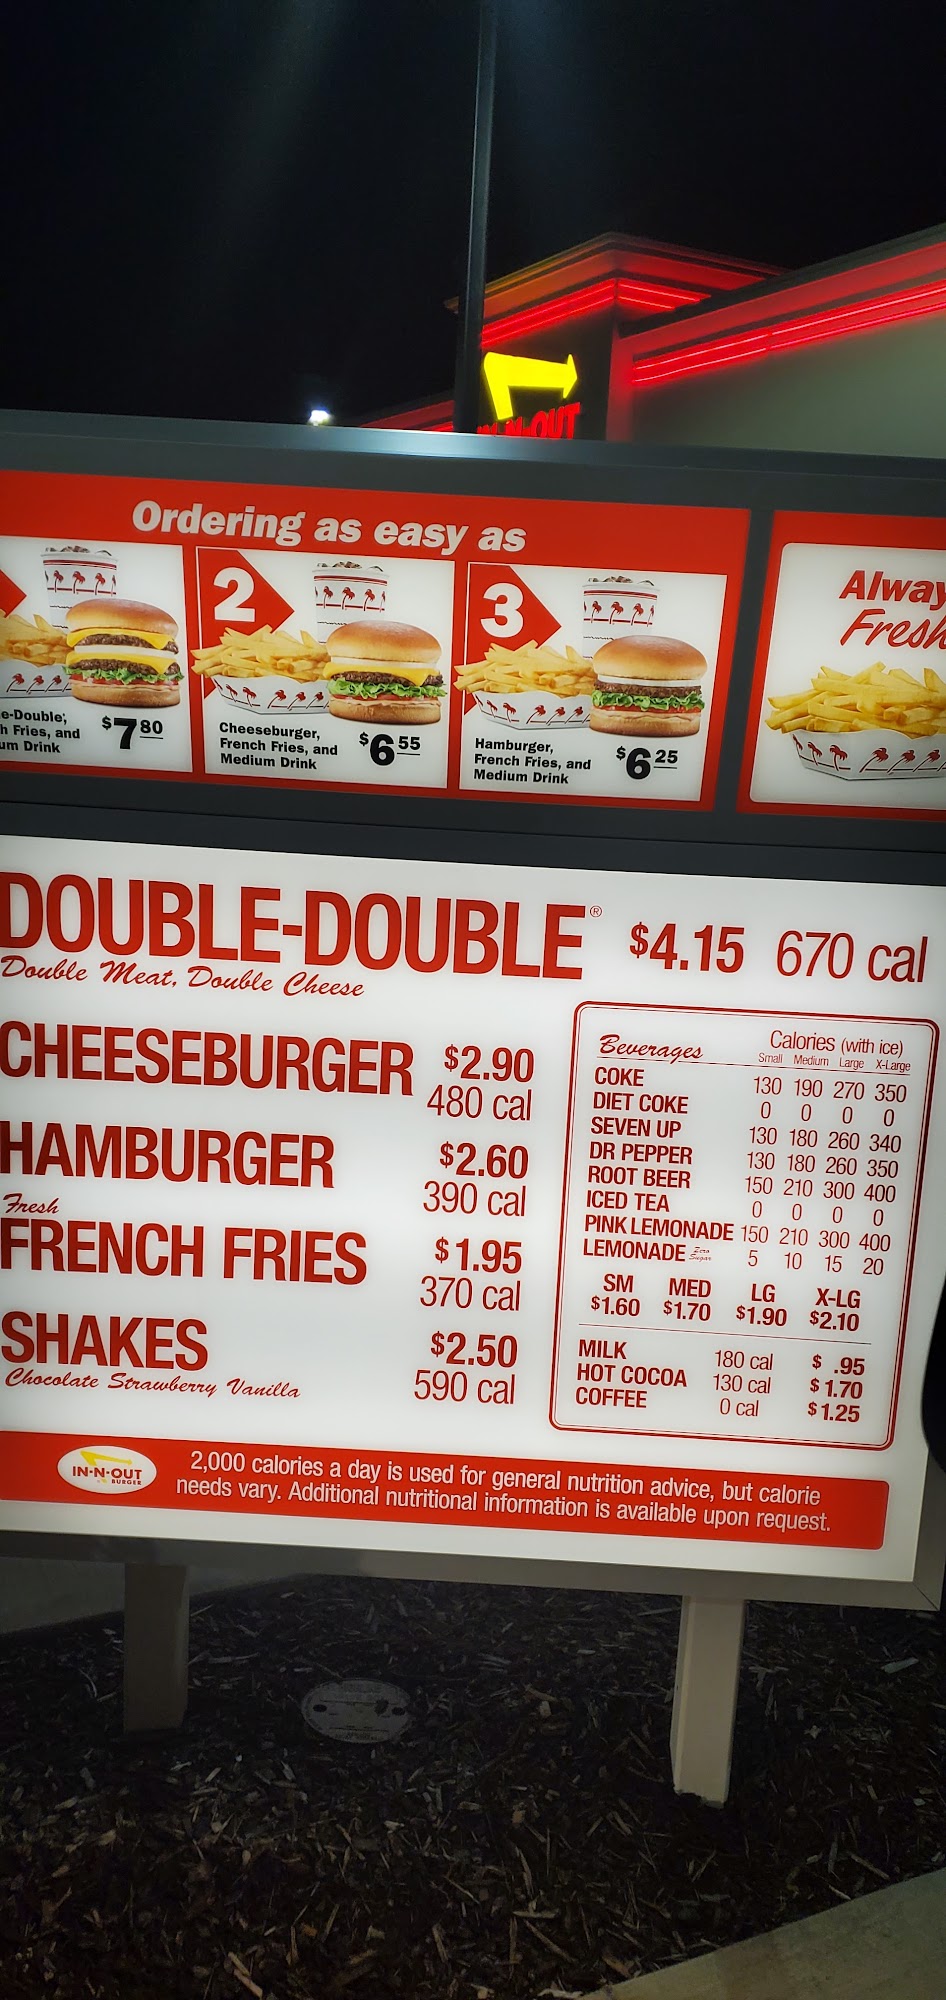 IN-N-OUT
Ordering as easy as
e-Double,
h Fries, and
um Drink
$7 80
2
Cheeseburger,
French Fries, and
Medium Drink
$6 55
3
Hamburger,
French Fries, and
Medium Drink
$6 25
Alway
Fresh
DOUBLE-DOUBLE® $4.15 670 cal
Double Meat, Double Cheese
CHEESEBURGER $2.90
480 cal
HAMBURGER $2.60
390 cal
Fresh
FRENCH FRIES $1.95
370 cal
SHAKES $2.50
Chocolate Strawberry Vanilla 590 cal
Beverages Calories (with ice)
Small Medium Large X-Large
COKE 130 190 270 350
DIET COKE 0 0 0 0
SEVEN UP 130 180 260 340
DR PEPPER 130 180 260 350
ROOT BEER 150 210 300 400
ICED TEA 0 0 0 0
PINK LEMONADE 150 210 300 400
LEMONADE Zero Sugar 5 10 15 20
SM MED LG X-LG
$1.60 $1.70 $1.90 $2.10
MILK 180 cal $ .95
HOT COCOA 130 cal $1.70
COFFEE 0 cal $1.25
IN-N-OUT
BURGER
2,000 calories a day is used for general nutrition advice, but calorie
needs vary. Additional nutritional information is available upon request.